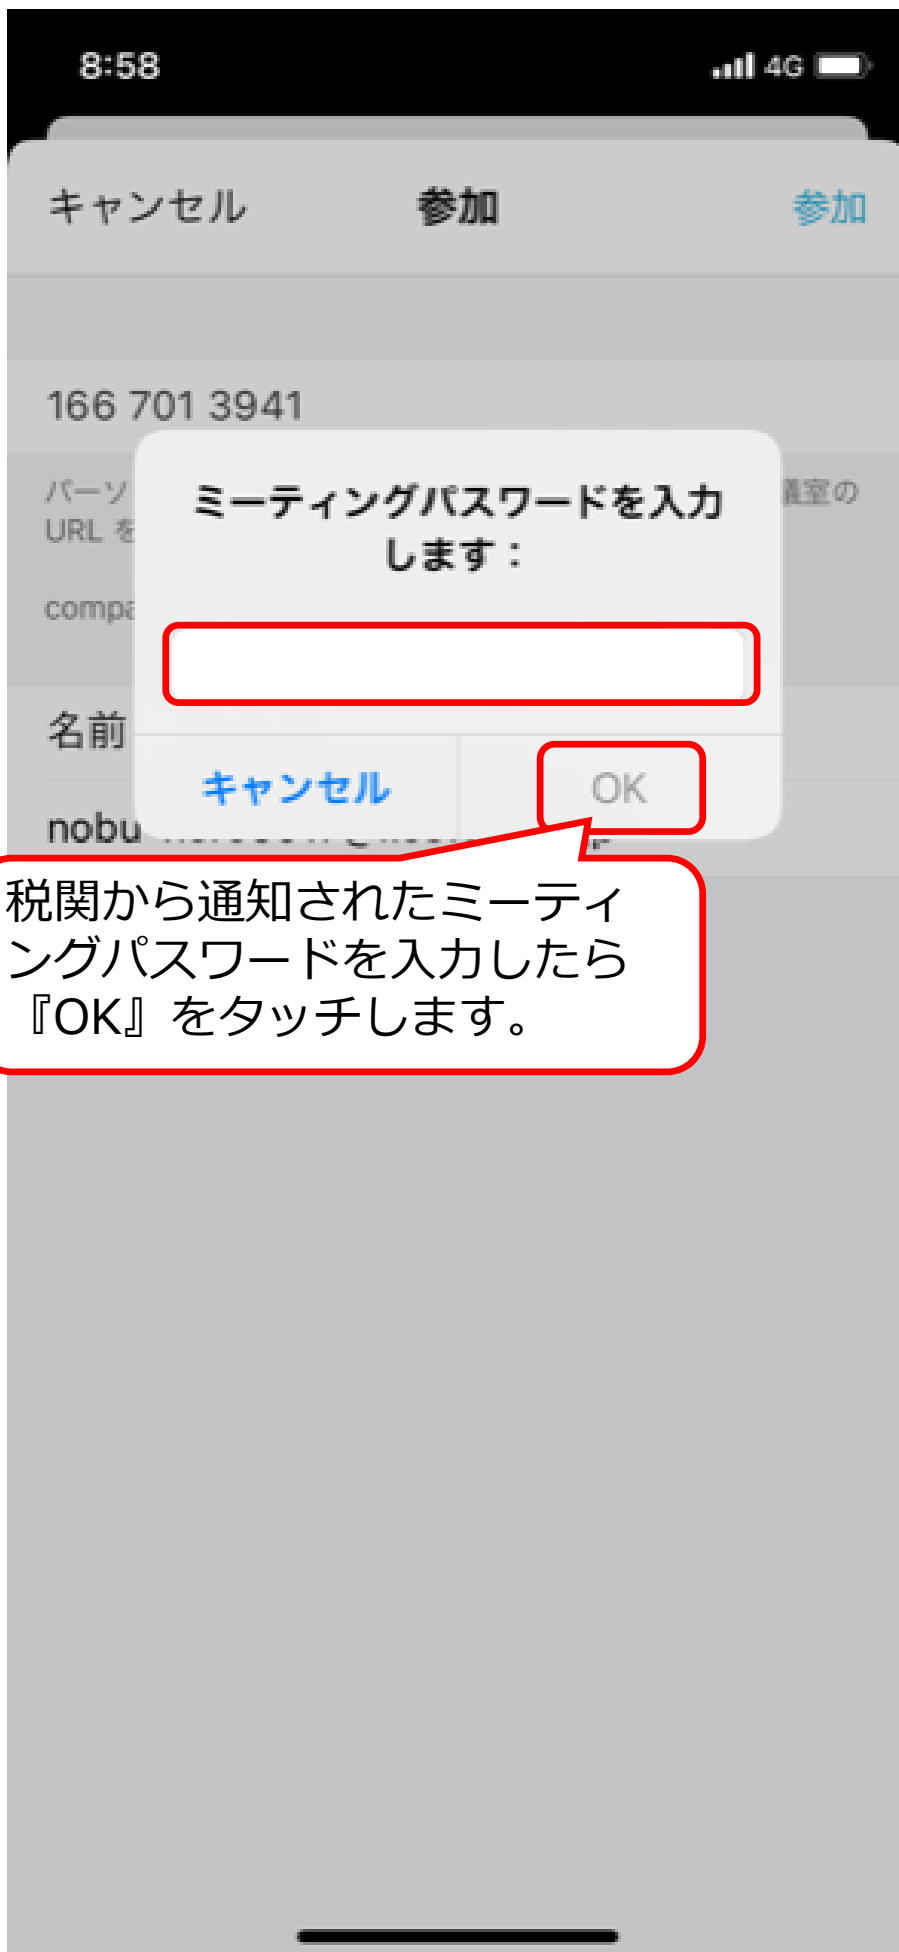 8:58
4G
キャンセル 参加 参加
166 701 3941
ミーティングパスワードを入力
します：
パーソ
議室の
URL を
compa
名前
キャンセル OK
nobu
税関から通知されたミーティ
ングパスワードを入力したら
『OK』をタッチします。